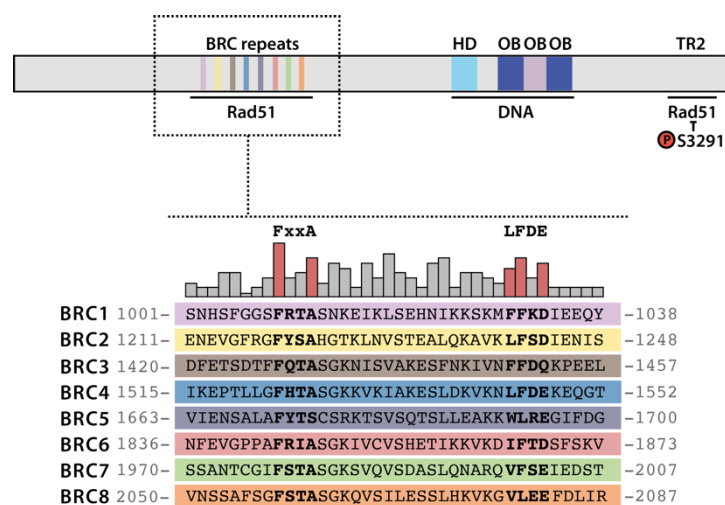 BRC repeats HD OB OB OB TR2
Rad51 DNA Rad51
P S3291
FxxA LFDE
BRC1 1001– SNHSFGGSFRTASNKEIKLSEHNIKKSKMFFKDIEEQY –1038
BRC2 1211– ENEVGFRGFYSAHGTKLNVSTEALQKAVKLFSDIENIS –1248
BRC3 1420– DFETSDTFFQTASGKNISVAKESFNKIVNFFDQKPEEL –1457
BRC4 1515– IKEPTLLGFHTASGKKVKIAKESLDKVKNLFDEKEQGT –1552
BRC5 1663– VIENSALAFYTSCSRKTSVSQTSLLEAKKWLREGIFDG –1700
BRC6 1836– NFEVGPPAFRIASGKIVCVSHETIKKVKDIFTDSFSKV –1873
BRC7 1970– SSANTCGIFSTASGKSVQVSDASLQNARQVFSEIEDST –2007
BRC8 2050– VNSSAFSGFSTASGKQVSILESSLHKVKGVLEEFDLIR –2087